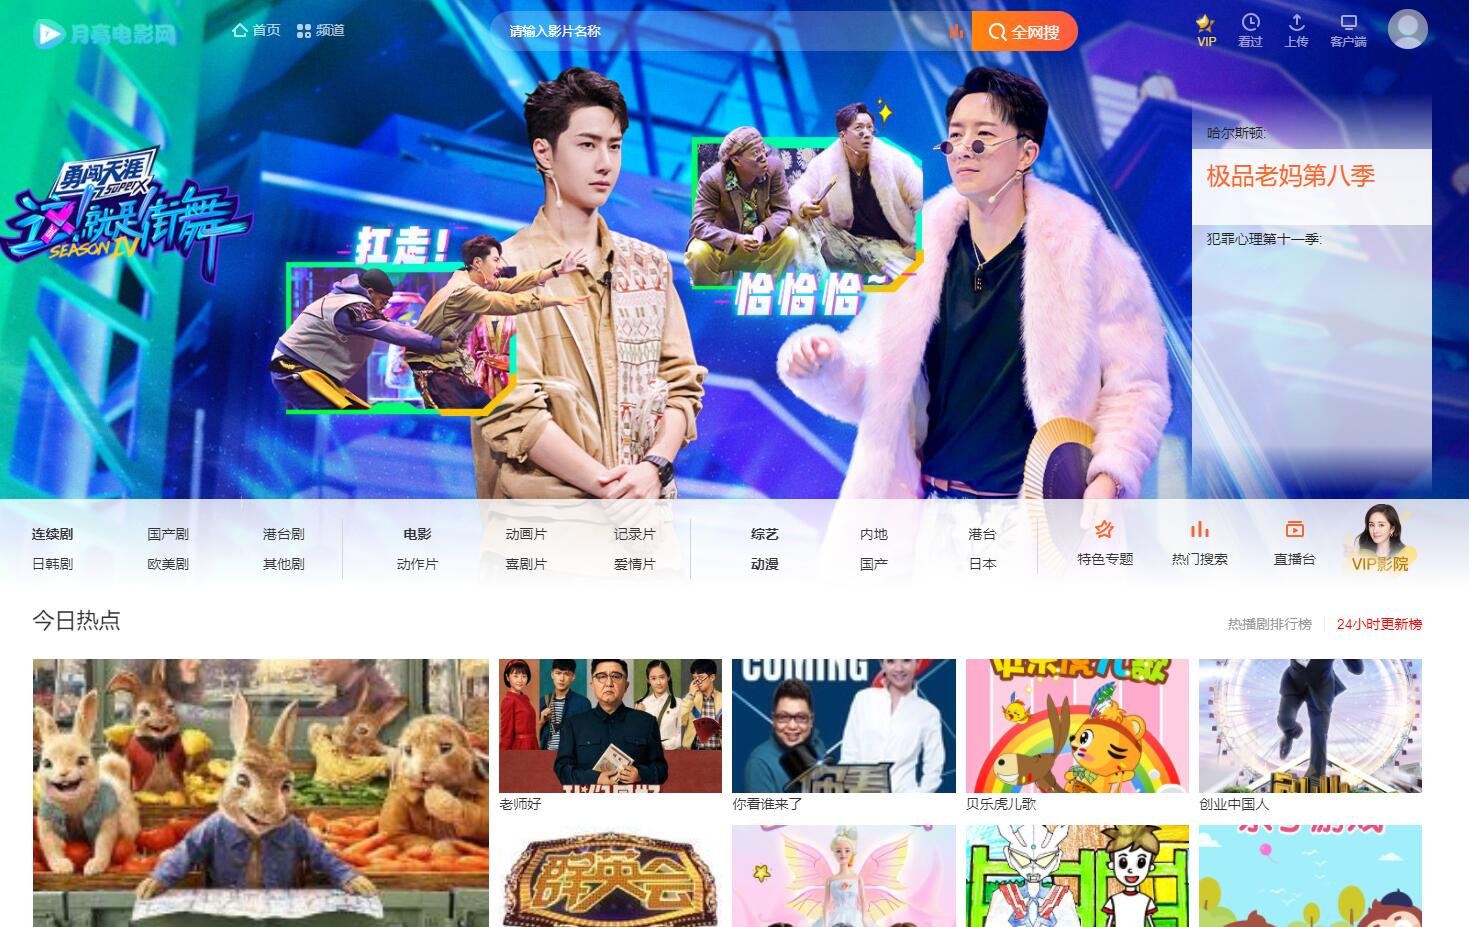 月亮电影网
首页
频道
请输入影片名称
全网搜
VIP
看过
上传
客户端
勇闯天涯
superX
这!就是街舞
SEASON IV
扛走!
恰恰恰~
哈尔斯顿:
极品老妈第八季
犯罪心理第十一季:
连续剧 国产剧 港台剧 电影 动画片 记录片 综艺 内地 港台
日韩剧 欧美剧 其他剧 动作片 喜剧片 爱情片 动漫 国产 日本
特色专题
热门搜索
直播台
VIP影院
今日热点
热播剧排行榜
24小时更新榜
COMING
你看
老师好
你看谁来了
贝乐虎儿歌
创业中国人
群英会